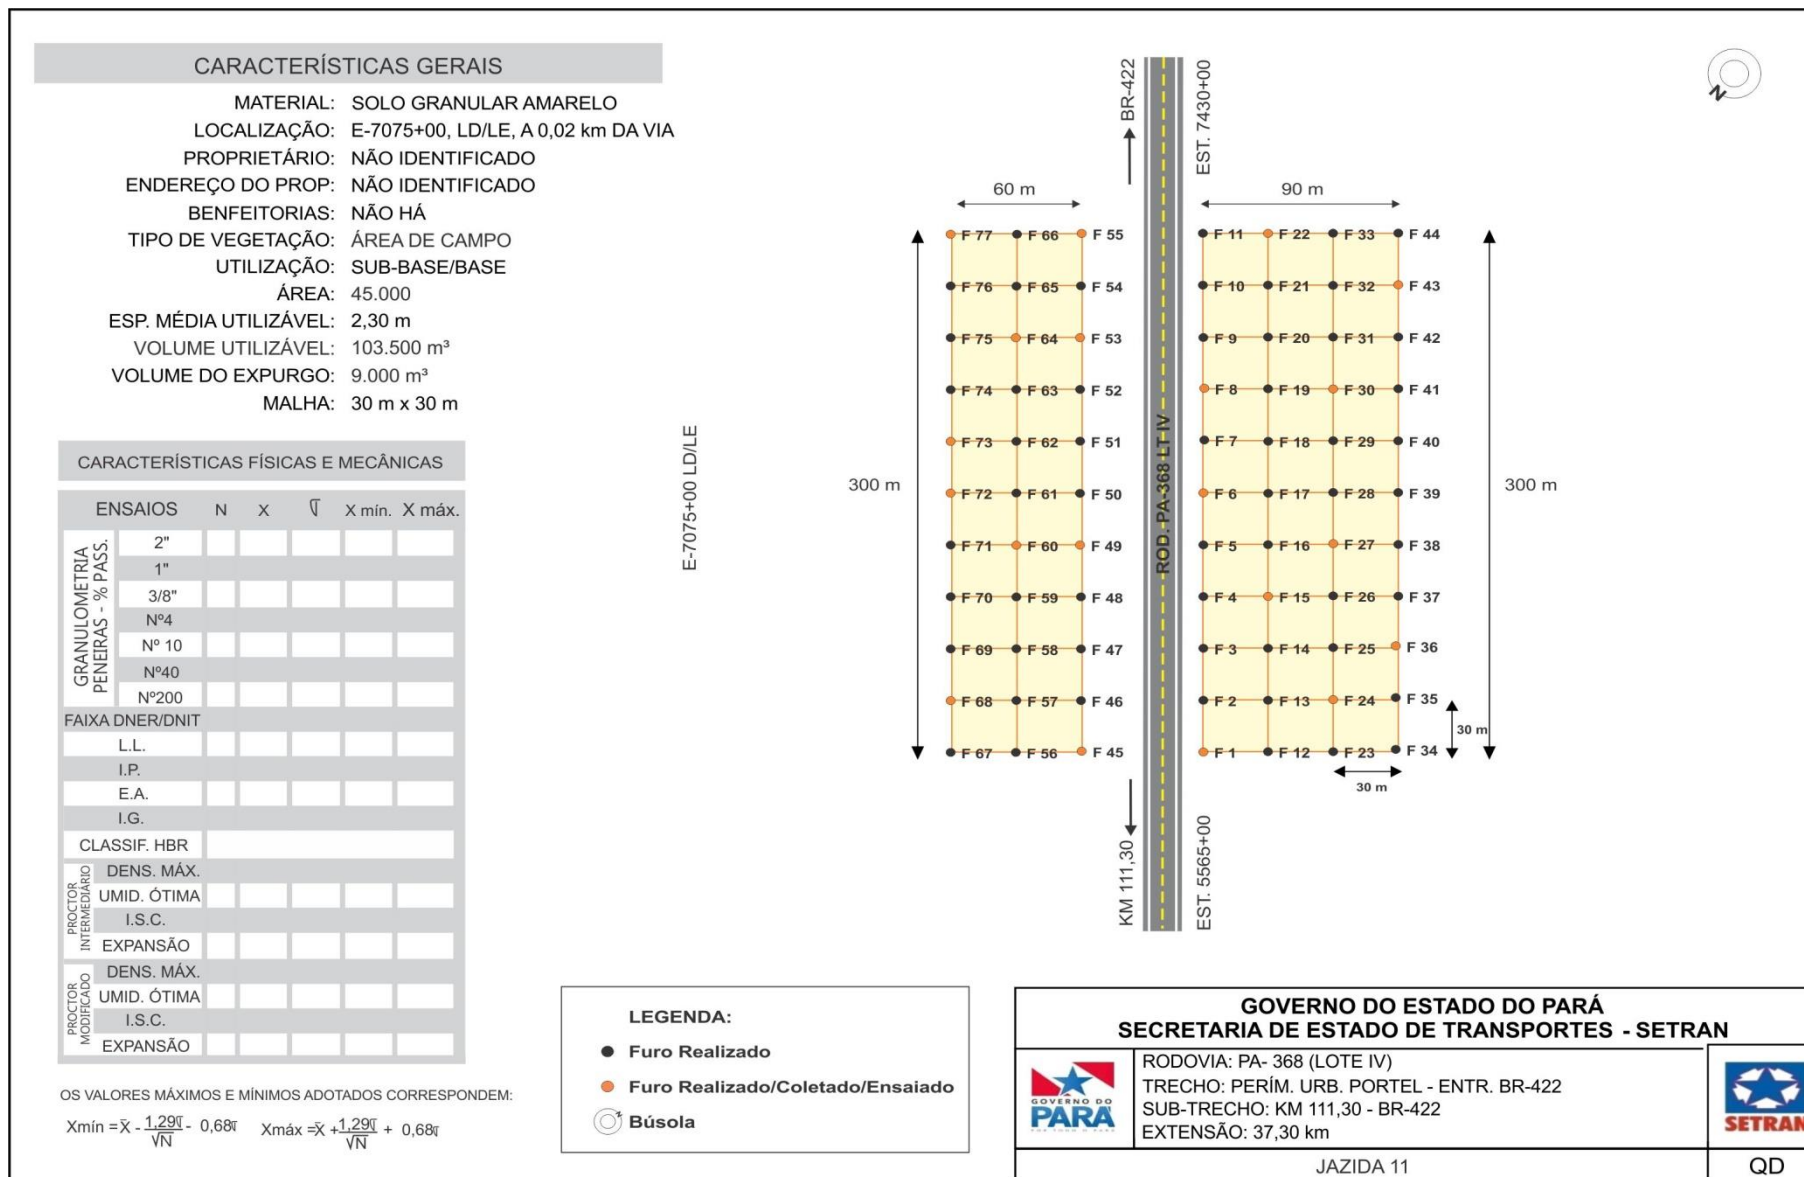 CARACTERÍSTICAS GERAIS
MATERIAL: SOLO GRANULAR AMARELO
LOCALIZAÇÃO: E-7075+00, LD/LE, A 0,02 km DA VIA
PROPRIETÁRIO: NÃO IDENTIFICADO
ENDEREÇO DO PROP: NÃO IDENTIFICADO
BENFEITORIAS: NÃO HÁ
TIPO DE VEGETAÇÃO: ÁREA DE CAMPO
UTILIZAÇÃO: SUB-BASE/BASE
ÁREA: 45.000
ESP. MÉDIA UTILIZÁVEL: 2,30 m
VOLUME UTILIZÁVEL: 103.500 m³
VOLUME DO EXPURGO: 9.000 m³
MALHA: 30 m x 30 m
CARACTERÍSTICAS FÍSICAS E MECÂNICAS
ENSAIOS N X σ X mín. X máx.
GRANULOMETRIA
PENEIRAS - % PASS.
2"
1"
3/8"
Nº4
Nº 10
Nº40
Nº200
FAIXA DNER/DNIT
L.L.
I.P.
E.A.
I.G.
CLASSIF. HBR
PROCTOR
INTERMEDIÁRIO
DENS. MÁX.
UMID. ÓTIMA
I.S.C.
EXPANSÃO
PROCTOR
MODIFICADO
DENS. MÁX.
UMID. ÓTIMA
I.S.C.
EXPANSÃO
OS VALORES MÁXIMOS E MÍNIMOS ADOTADOS CORRESPONDEM:
Xmín = X̄ - 1,29σ/√N - 0,68σ Xmáx = X̄ + 1,29σ/√N + 0,68σ
E-7075+00 LD/LE
BR-422
EST. 7430+00
N
60 m 90 m
F 77 F 66 F 55 F 11 F 22 F 33 F 44
F 76 F 65 F 54 F 10 F 21 F 32 F 43
F 75 F 64 F 53 F 9 F 20 F 31 F 42
F 74 F 63 F 52 F 8 F 19 F 30 F 41
F 73 F 62 F 51 F 7 F 18 F 29 F 40
300 m F 72 F 61 F 50 F 6 F 17 F 28 F 39 300 m
F 71 F 60 F 49 F 5 F 16 F 27 F 38
F 70 F 59 F 48 F 4 F 15 F 26 F 37
F 69 F 58 F 47 F 3 F 14 F 25 F 36
F 68 F 57 F 46 F 2 F 13 F 24 F 35
30 m
F 67 F 56 F 45 F 1 F 12 F 23 F 34
30 m
ROD. PA-368 LT IV
KM 111,30
EST. 5565+00
LEGENDA:
Furo Realizado
Furo Realizado/Coletado/Ensaiado
Búsola
GOVERNO DO ESTADO DO PARÁ
SECRETARIA DE ESTADO DE TRANSPORTES - SETRAN
GOVERNO DO
PARÁ
RODOVIA: PA- 368 (LOTE IV)
TRECHO: PERÍM. URB. PORTEL - ENTR. BR-422
SUB-TRECHO: KM 111,30 - BR-422
EXTENSÃO: 37,30 km
SETRAN
JAZIDA 11
QD